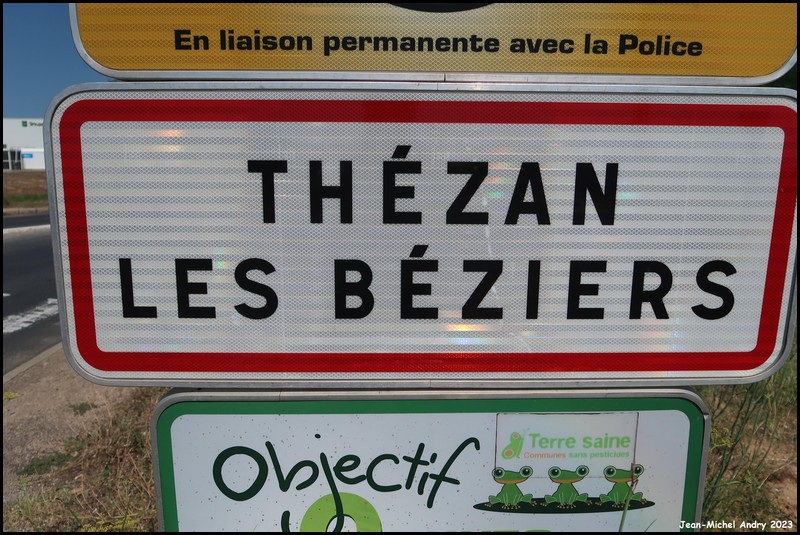 En liaison permanente avec la Police
THÉZAN
LES BÉZIERS
Objectif
Terre saine
Communes sans pesticides
Jean-Michel Andry 2023